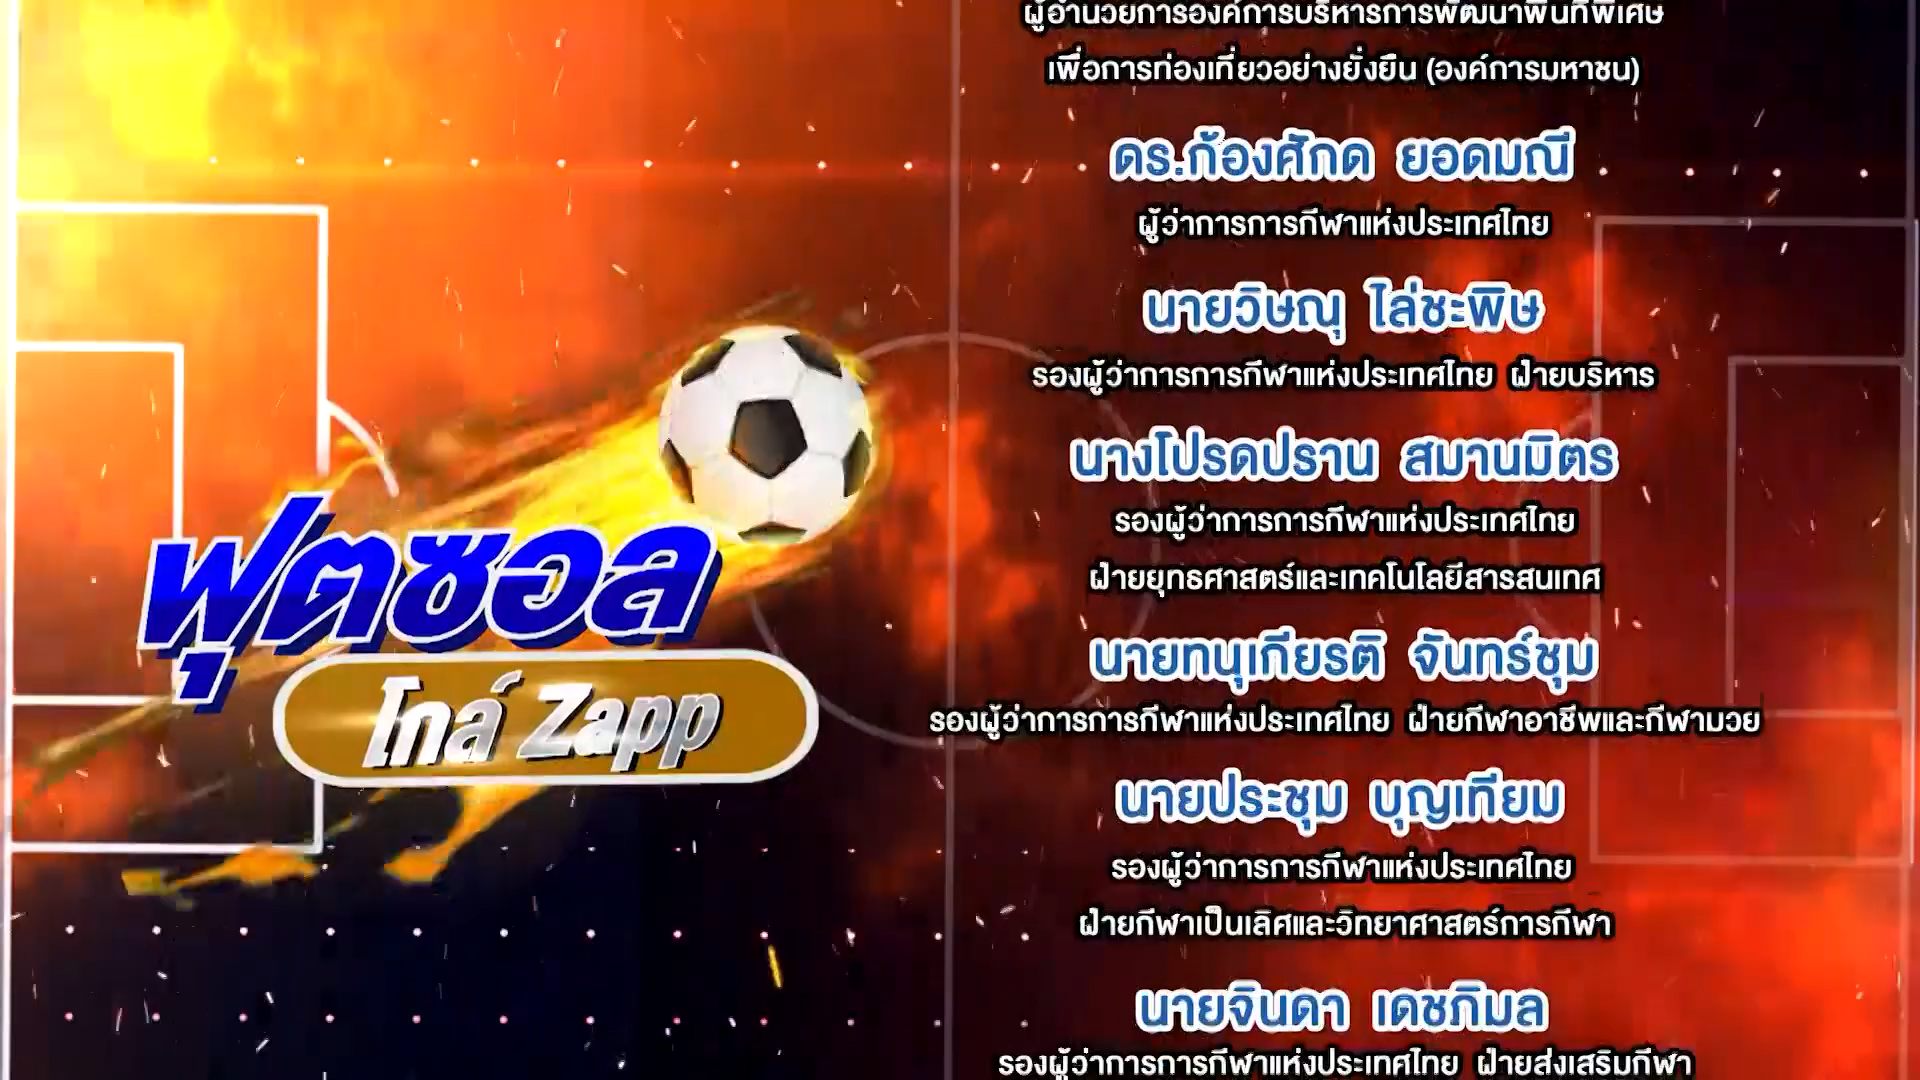 ผู้อำนวยการองค์การบริหารการพัฒนาพื้นที่พิเศษ
เพื่อการท่องเที่ยวอย่างยั่งยืน (องค์การมหาชน)
ดร.ก้องศักด ยอดมณี
ผู้ว่าการการกีฬาแห่งประเทศไทย
นายวิษณุ ไล่ชะพิษ
รองผู้ว่าการการกีฬาแห่งประเทศไทย ฝ่ายบริหาร
นางโปรดปราน สมานมิตร
รองผู้ว่าการการกีฬาแห่งประเทศไทย
ฝ่ายยุทธศาสตร์และเทคโนโลยีสารสนเทศ
นายทนุเกียรติ จันทร์ชุม
รองผู้ว่าการการกีฬาแห่งประเทศไทย ฝ่ายกีฬาอาชีพและกีฬามวย
นายประชุม บุญเทียม
รองผู้ว่าการการกีฬาแห่งประเทศไทย
ฝ่ายกีฬาเป็นเลิศและวิทยาศาสตร์การกีฬา
นายจินดา เดชภิมล
รองผู้ว่าการการกีฬาแห่งประเทศไทย ฝ่ายส่งเสริมกีฬา
ฟุตซอล
โกล์ Zapp